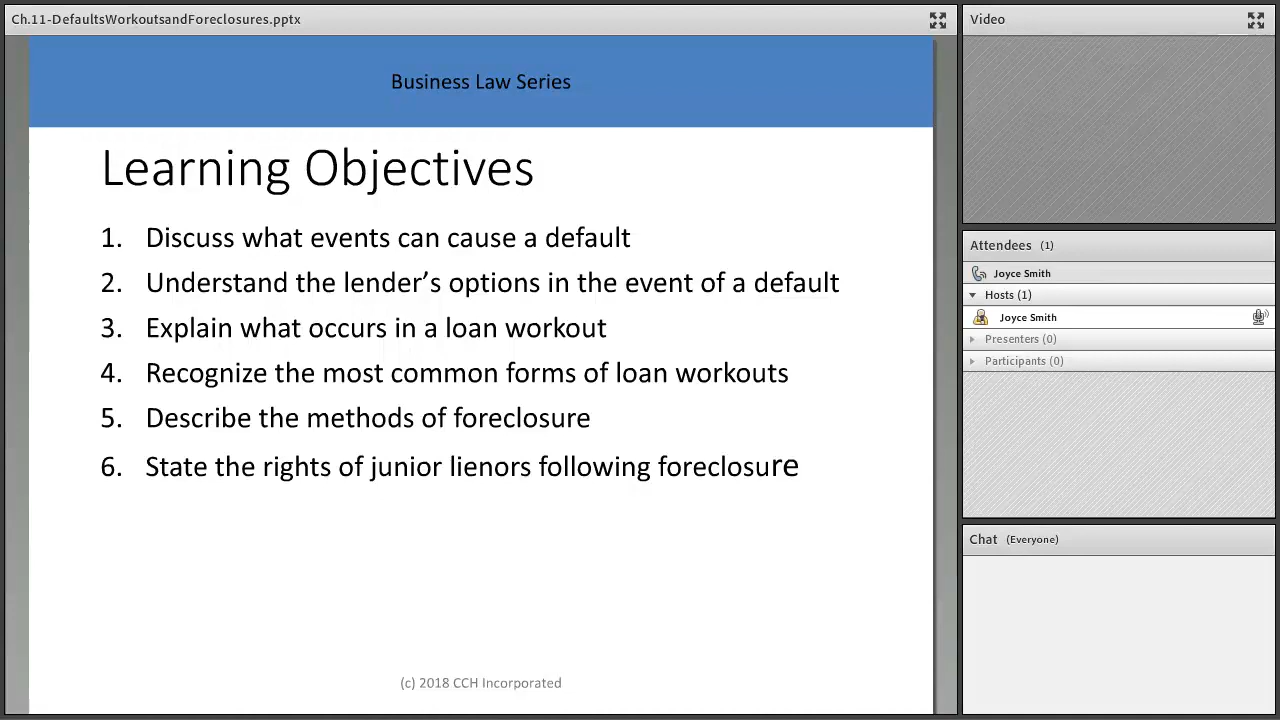 Ch.11-DefaultsWorkoutsandForeclosures.pptx
Business Law Series
Learning Objectives
1. Discuss what events can cause a default
2. Understand the lender’s options in the event of a default
3. Explain what occurs in a loan workout
4. Recognize the most common forms of loan workouts
5. Describe the methods of foreclosure
6. State the rights of junior lienors following foreclosure
(c) 2018 CCH Incorporated
Video
Attendees (1)
Joyce Smith
Hosts (1)
Joyce Smith
Presenters (0)
Participants (0)
Chat (Everyone)